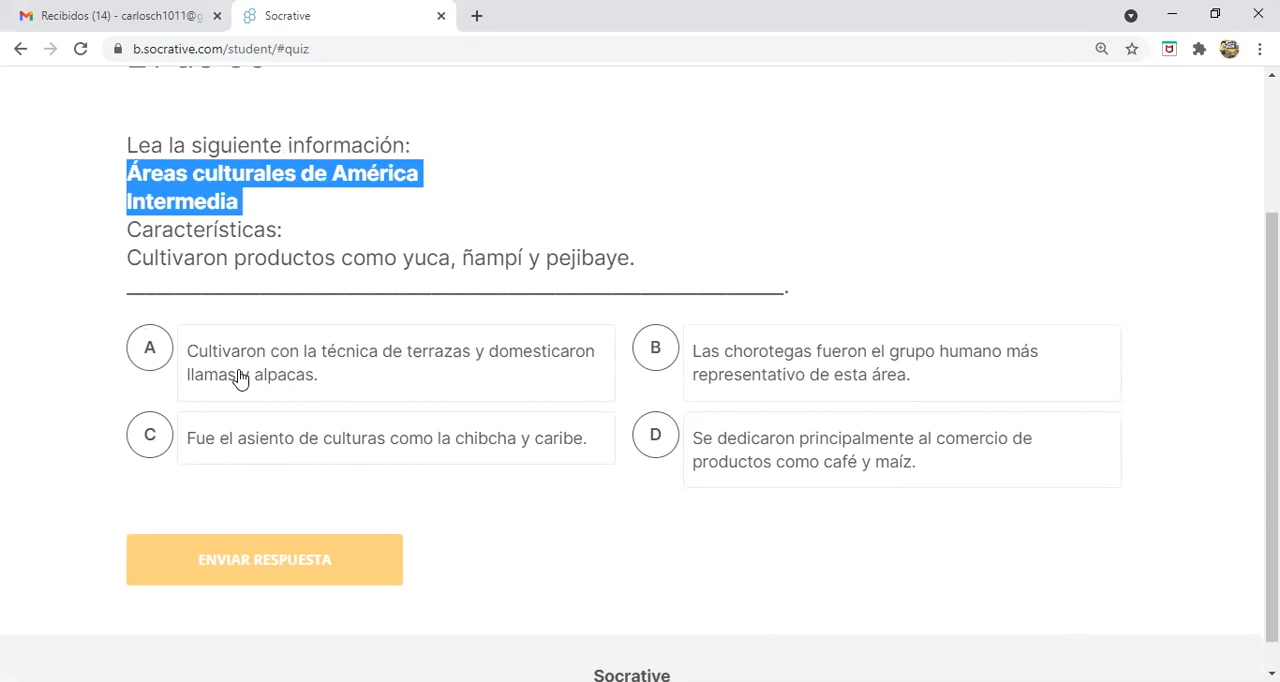 Recibidos (14) - carlosch1011@g
Socrative
b.socrative.com/student/#quiz
Lea la siguiente información:
Áreas culturales de América
Intermedia
Características:
Cultivaron productos como yuca, ñampí y pejibaye.
_______________________________________________________.
A
Cultivaron con la técnica de terrazas y domesticaron
llamas y alpacas.
B
Las chorotegas fueron el grupo humano más
representativo de esta área.
C
Fue el asiento de culturas como la chibcha y caribe.
D
Se dedicaron principalmente al comercio de
productos como café y maíz.
ENVIAR RESPUESTA
Socrative